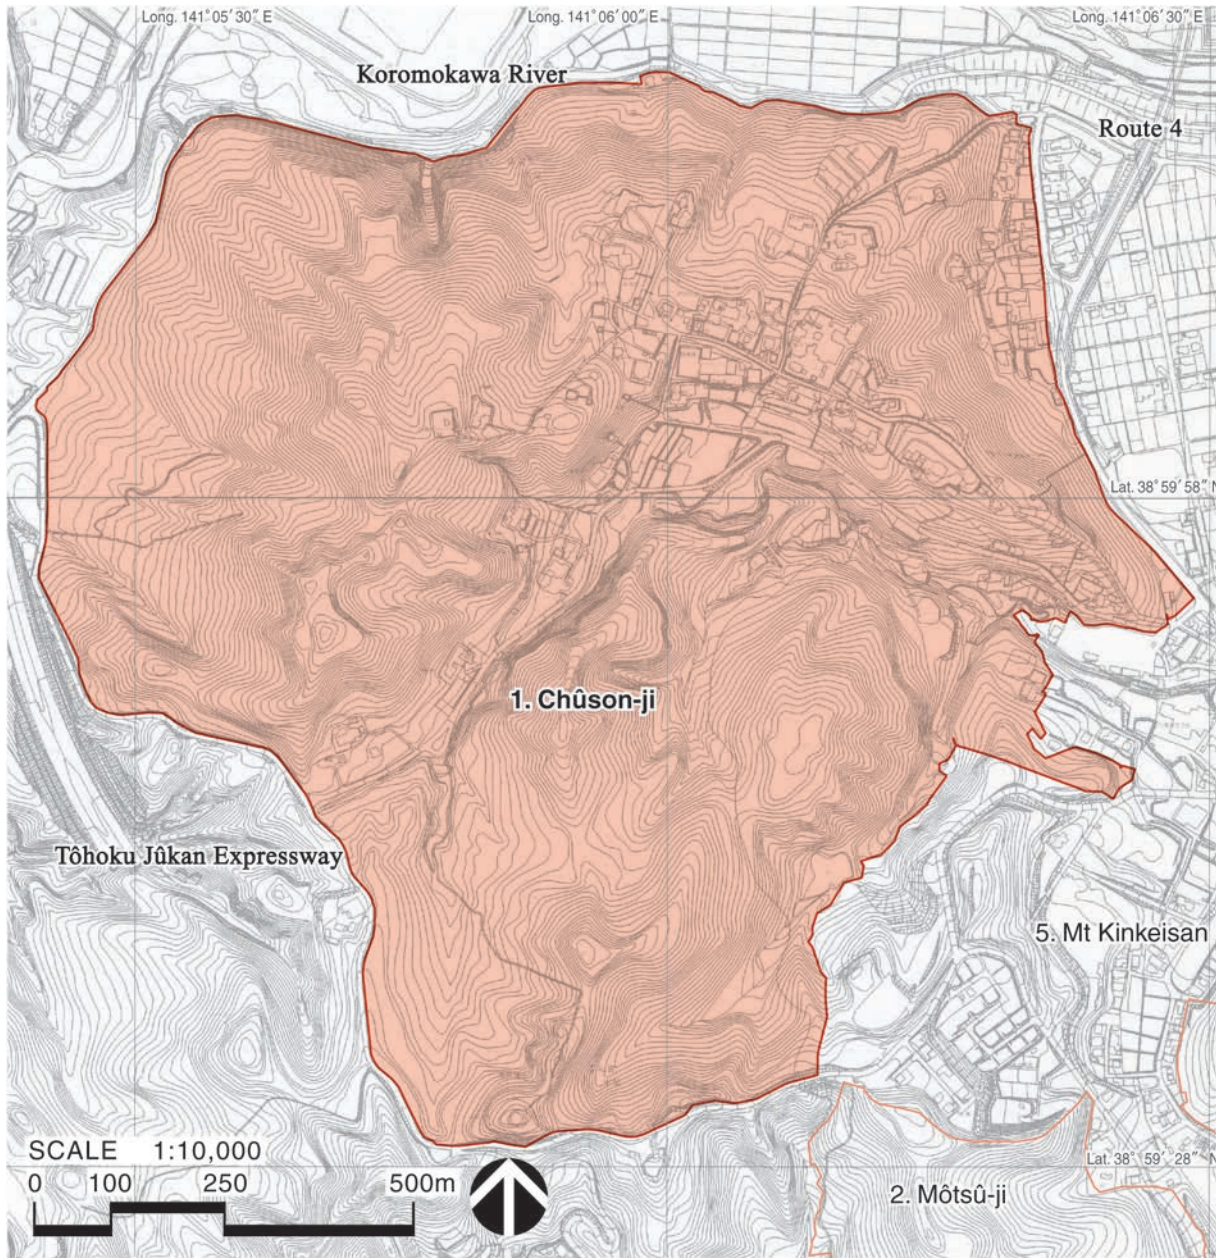 Long. 141° 05′ 30″ E
Long. 141° 06′ 00″ E
Long. 141° 06′ 30″ E
Koromokawa River
Route 4
Lat. 38° 59′ 58″ N
1. Chûson-ji
Tôhoku Jûkan Expressway
5. Mt Kinkeisan
SCALE 1:10,000
0 100 250 500m
Lat. 38° 59′ 28″ N
2. Môtsû-ji